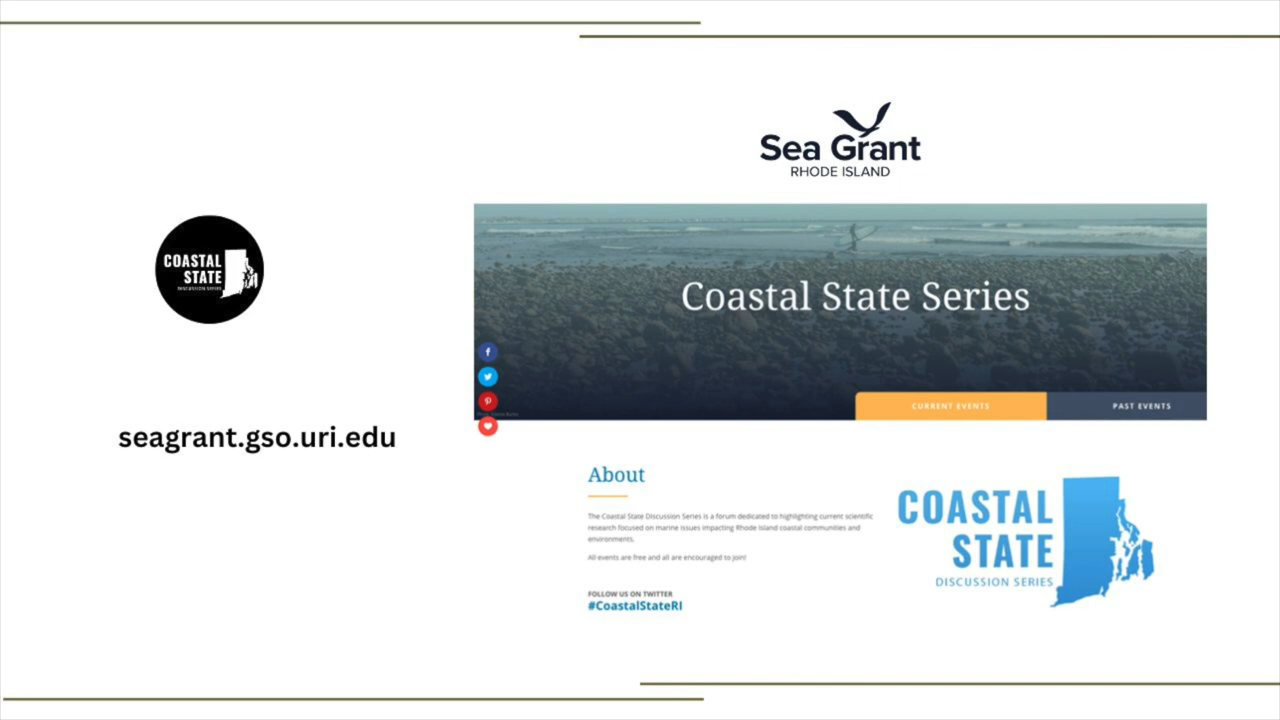 Sea Grant
RHODE ISLAND
COASTAL
STATE
DISCUSSION SERIES
seagrant.gso.uri.edu
Coastal State Series
CURRENT EVENTS
PAST EVENTS
About
The Coastal State Discussion Series is a forum dedicated to highlighting current scientific
research focused on marine issues impacting Rhode Island coastal communities and
environments.
All events are free and all are encouraged to join!
FOLLOW US ON TWITTER
#CoastalStateRI
COASTAL
STATE
DISCUSSION SERIES